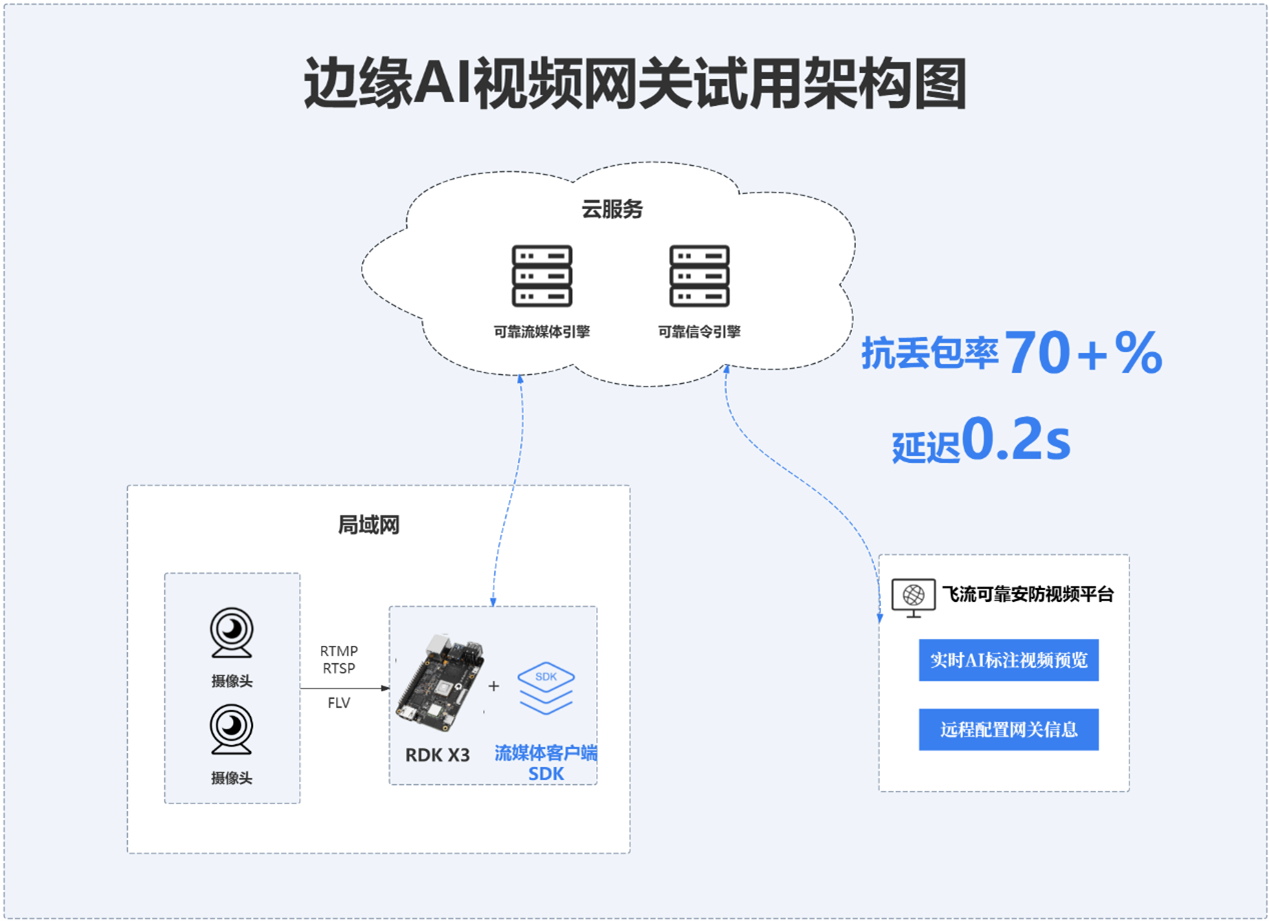 边缘AI视频网关试用架构图
云服务
可靠流媒体引擎
可靠信令引擎
抗丢包率70+%
延迟0.2s
局域网
摄像头
摄像头
RTMP
RTSP
FLV
+
SDK
RDK X3
流媒体客户端
SDK
飞流可靠安防视频平台
实时AI标注视频预览
远程配置网关信息